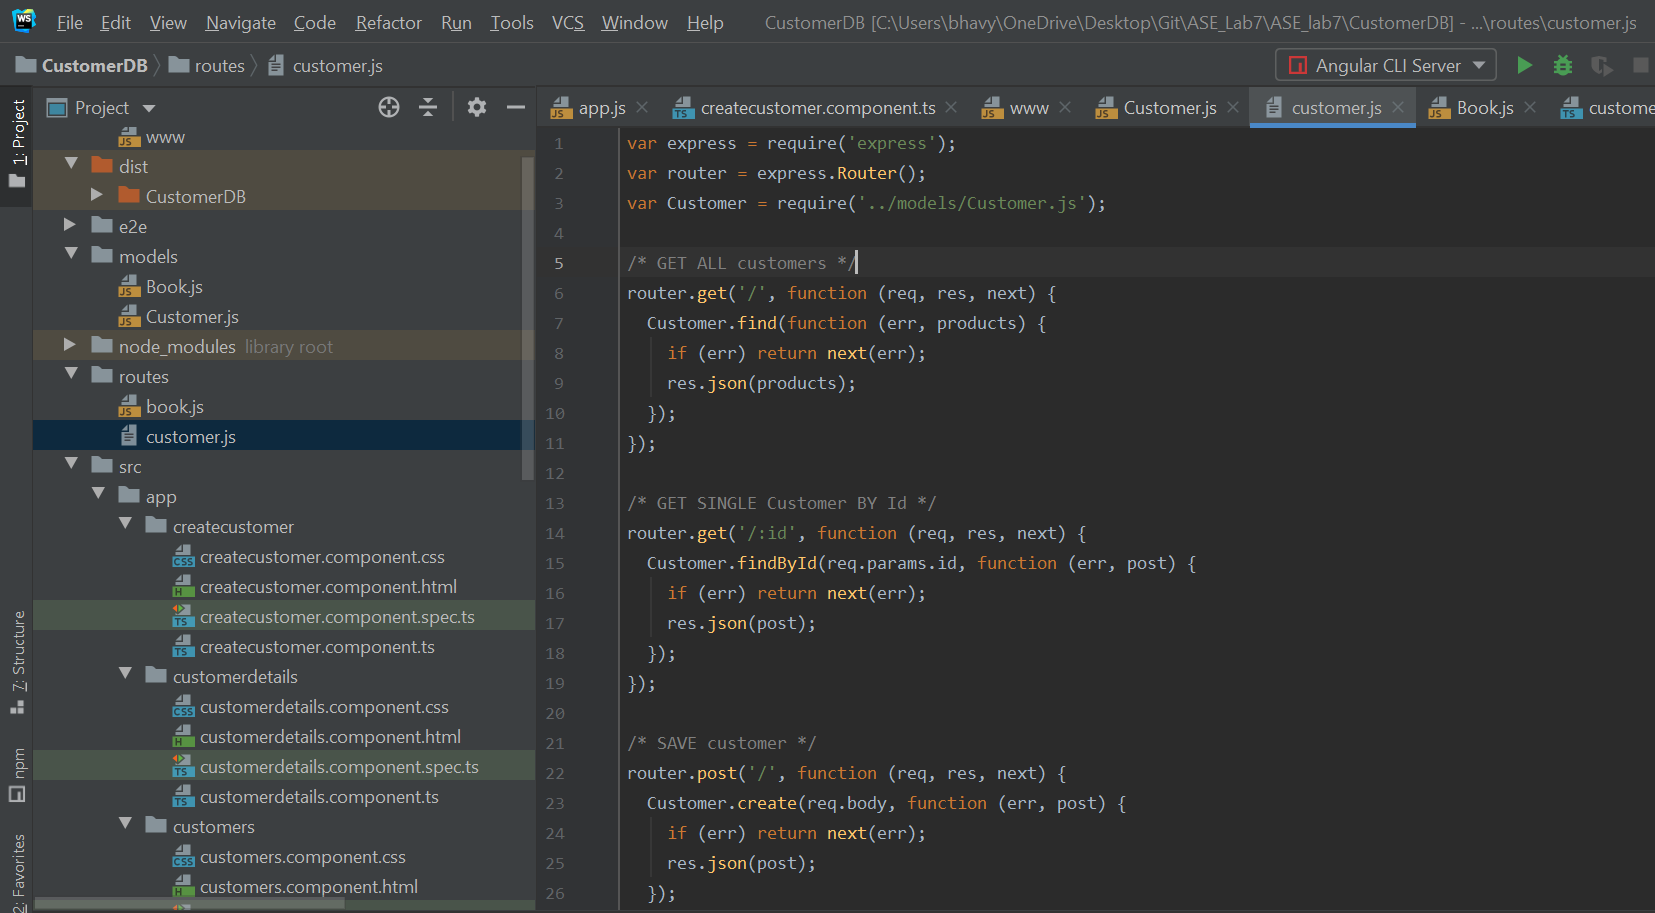 WS File Edit View Navigate Code Refactor Run Tools VCS Window Help CustomerDB [C:\Users\bhavy\OneDrive\Desktop\Git\ASE_Lab7\ASE_lab7\CustomerDB] - ...\routes\customer.js
CustomerDB routes customer.js Angular CLI Server
1: Project
7: Structure
npm
2: Favorites
Project
www
dist
CustomerDB
e2e
models
Book.js
Customer.js
node_modules library root
routes
book.js
customer.js
src
app
createcustomer
createcustomer.component.css
createcustomer.component.html
createcustomer.component.spec.ts
createcustomer.component.ts
customerdetails
customerdetails.component.css
customerdetails.component.html
customerdetails.component.spec.ts
customerdetails.component.ts
customers
customers.component.css
customers.component.html
app.js createcustomer.component.ts www Customer.js customer.js Book.js custome
1 var express = require('express');
2 var router = express.Router();
3 var Customer = require('../models/Customer.js');
4
5 /* GET ALL customers */
6 router.get('/', function (req, res, next) {
7 Customer.find(function (err, products) {
8 if (err) return next(err);
9 res.json(products);
10 });
11 });
12
13 /* GET SINGLE Customer BY Id */
14 router.get('/:id', function (req, res, next) {
15 Customer.findById(req.params.id, function (err, post) {
16 if (err) return next(err);
17 res.json(post);
18 });
19 });
20
21 /* SAVE customer */
22 router.post('/', function (req, res, next) {
23 Customer.create(req.body, function (err, post) {
24 if (err) return next(err);
25 res.json(post);
26 });